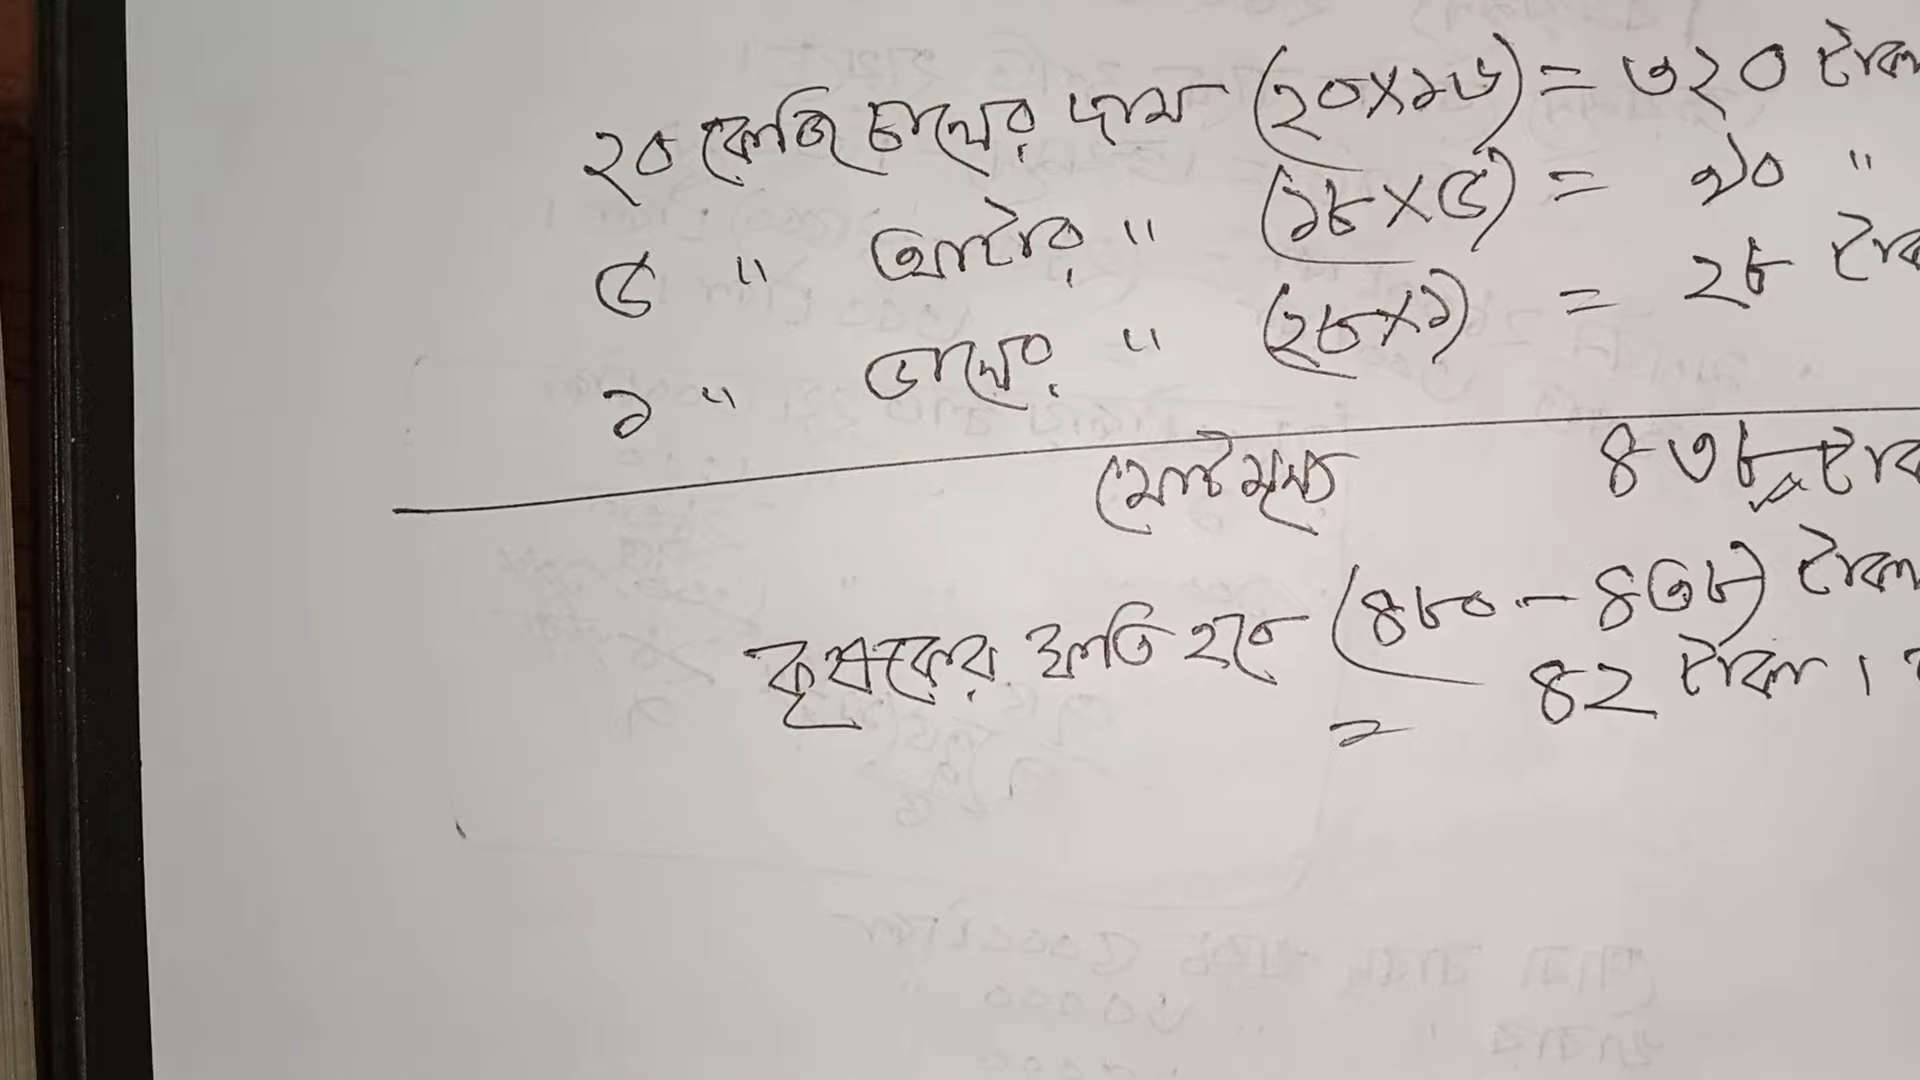 ২০ কেজি চালের দাম (২০×১৬) = ৩২০ টাকা
৫ " আটার " (১৮×৫) = ৯০ "
১ " ডালের " (২৮×১) = ২৮ টাকা
মোট মূল্য ৪৩৮ টাকা
কৃষকের ক্ষতি হবে (৪৮০ - ৪৩৮) টাকা
= ৪২ টাকা।